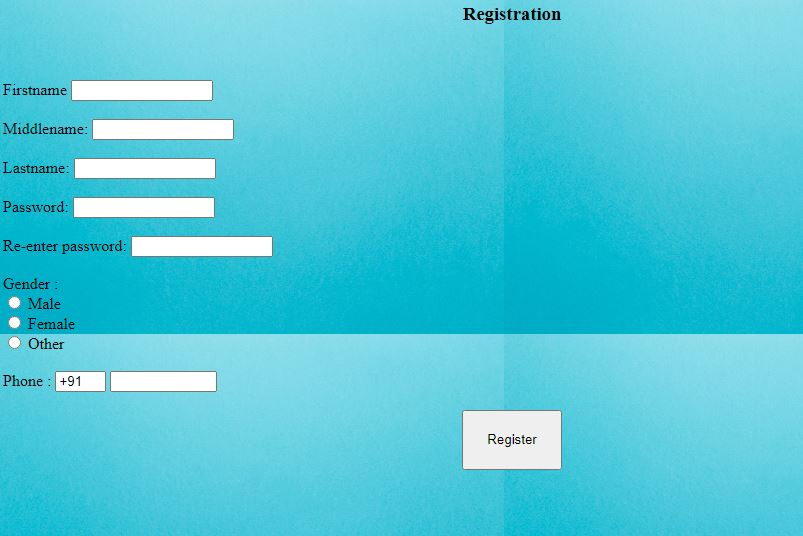 Registration
Firstname
Middlename:
Lastname:
Password:
Re-enter password:
Gender :
Male
Female
Other
Phone : +91
Register